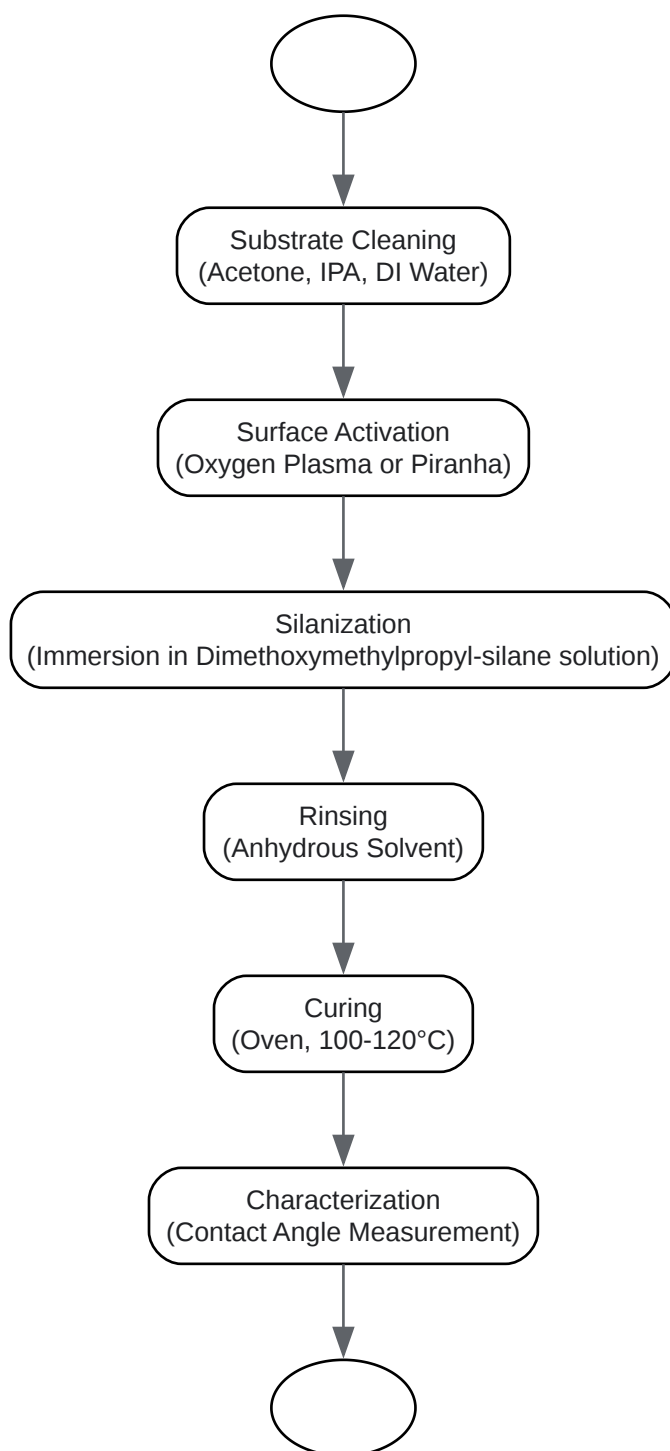 Substrate Cleaning
(Acetone, IPA, DI Water)
Surface Activation
(Oxygen Plasma or Piranha)
Silanization
(Immersion in Dimethoxymethylpropyl-silane solution)
Rinsing
(Anhydrous Solvent)
Curing
(Oven, 100-120°C)
Characterization
(Contact Angle Measurement)